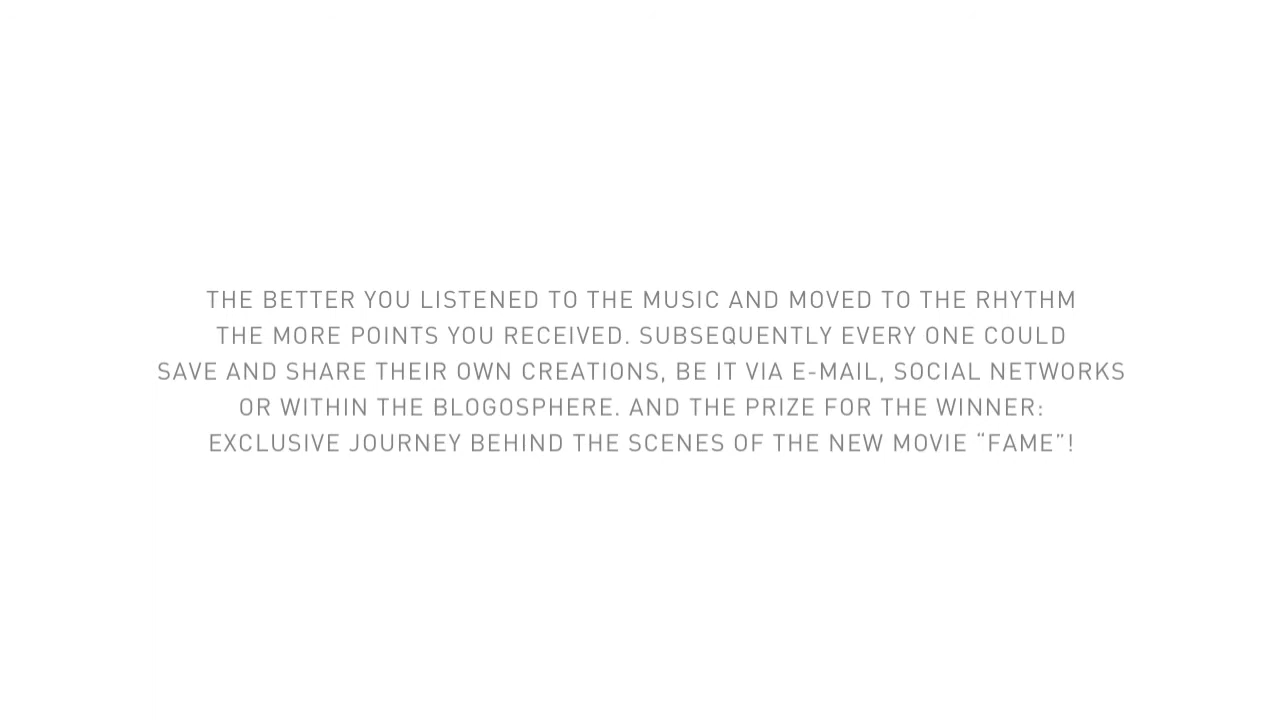 THE BETTER YOU LISTENED TO THE MUSIC AND MOVED TO THE RHYTHM
THE MORE POINTS YOU RECEIVED. SUBSEQUENTLY EVERY ONE COULD
SAVE AND SHARE THEIR OWN CREATIONS, BE IT VIA E-MAIL, SOCIAL NETWORKS
OR WITHIN THE BLOGOSPHERE. AND THE PRIZE FOR THE WINNER:
EXCLUSIVE JOURNEY BEHIND THE SCENES OF THE NEW MOVIE “FAME”!